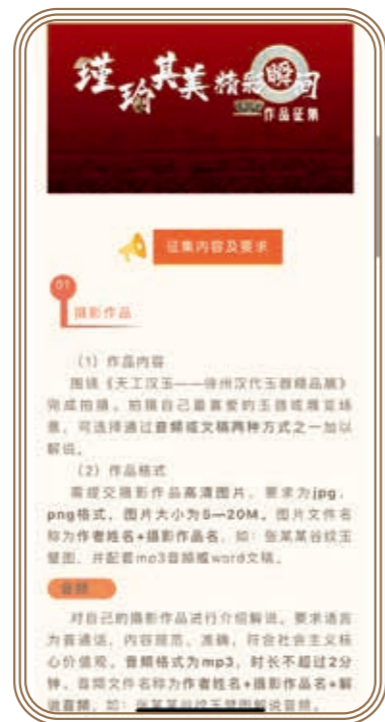 瑾瑜其美 精彩瞬间
作品征集
征集内容及要求
01
摄影作品
（1）作品内容
围绕《天工汉玉——徐州汉代玉器精品展》
完成拍摄。拍摄自己最喜爱的玉器或展览场
景，可选择通过音频或文稿两种方式之一加以
解说。
（2）作品格式
需提交摄影作品高清图片，要求为jpg、
png格式，图片大小为5—20M。图片文件名
称为作者姓名+摄影作品名，如：张某某谷纹玉
璧图，并配套mp3音频或word文稿。
音频
对自己的摄影作品进行介绍解说。要求语言
为普通话，内容规范、准确，符合社会主义核
心价值观。音频格式为mp3，时长不超过2分
钟。音频文件名称为作者姓名+摄影作品名+解
说音频，如：张某某谷纹玉璧图解说音频。